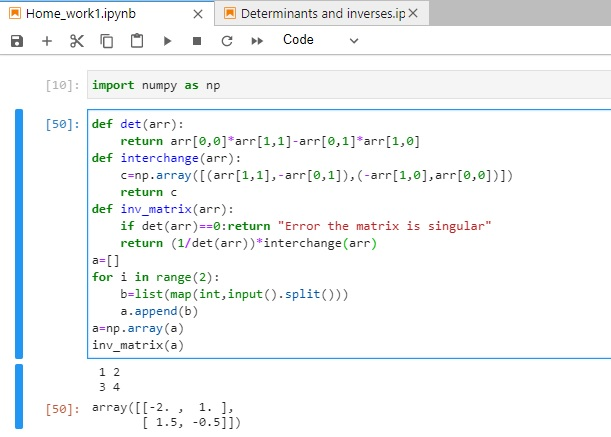 Home_work1.ipynb
Determinants and inverses.ip
Code
[10]: import numpy as np
[50]: def det(arr):
    return arr[0,0]*arr[1,1]-arr[0,1]*arr[1,0]
def interchange(arr):
    c=np.array([(arr[1,1],-arr[0,1]),(-arr[1,0],arr[0,0])])
    return c
def inv_matrix(arr):
    if det(arr)==0:return "Error the matrix is singular"
    return (1/det(arr))*interchange(arr)
a=[]
for i in range(2):
    b=list(map(int,input().split()))
    a.append(b)
a=np.array(a)
inv_matrix(a)
1 2
3 4
[50]: array([[-2. ,  1. ],
       [ 1.5, -0.5]])